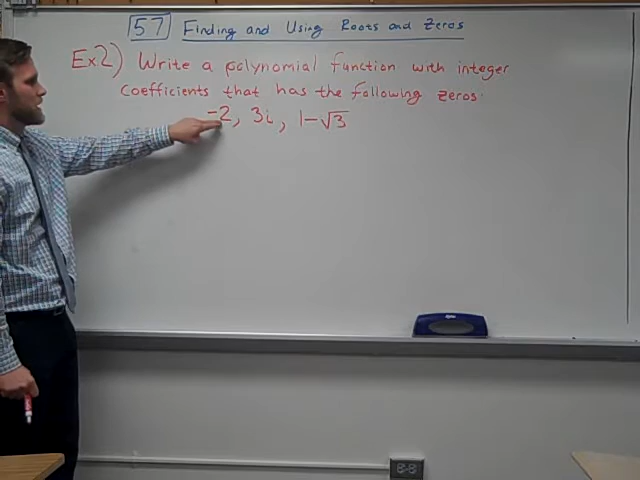 57 Finding and Using Roots and Zeros
Ex2) Write a polynomial function with integer
coefficients that has the following zeros:
-2, 3i, 1-√3